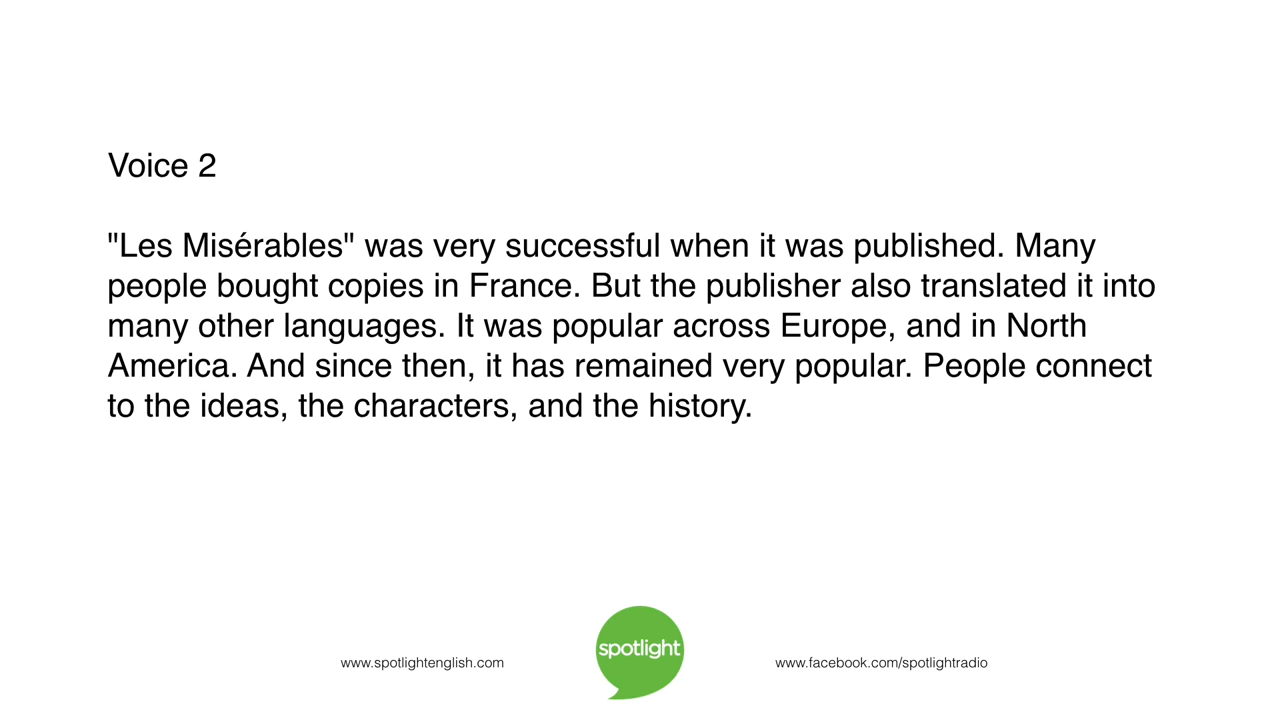 Voice 2
"Les Misérables" was very successful when it was published. Many
people bought copies in France. But the publisher also translated it into
many other languages. It was popular across Europe, and in North
America. And since then, it has remained very popular. People connect
to the ideas, the characters, and the history.
www.spotlightenglish.com
spotlight
www.facebook.com/spotlightradio